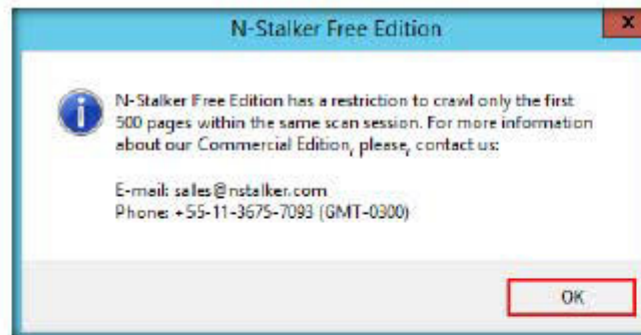 N-Stalker Free Edition
x
N-Stalker Free Edition has a restriction to crawl only the first
500 pages within the same scan session. For more information
about our Commercial Edition, please, contact us:
E-mail: sales@nstalker.com
Phone: +55-11-3675-7093 (GMT-0300)
OK